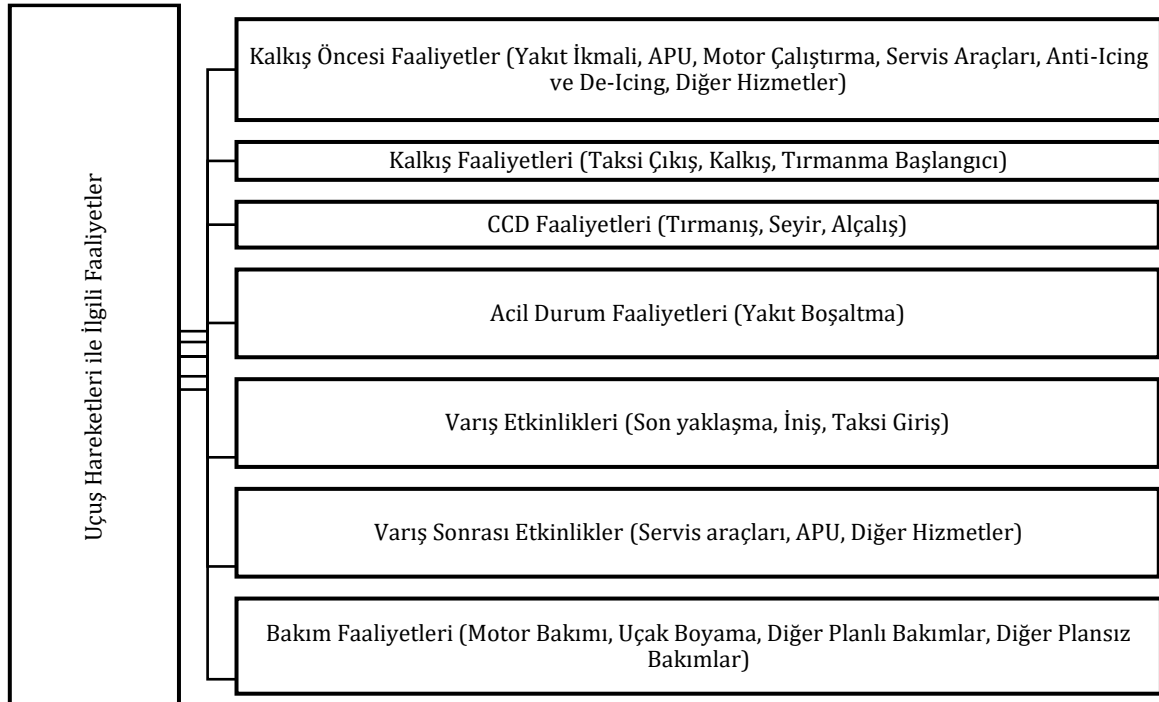 Uçuş Hareketleri ile İlgili Faaliyetler
Kalkış Öncesi Faaliyetler (Yakıt İkmali, APU, Motor Çalıştırma, Servis Araçları, Anti-Icing
ve De-Icing, Diğer Hizmetler)
Kalkış Faaliyetleri (Taksi Çıkış, Kalkış, Tırmanma Başlangıcı)
CCD Faaliyetleri (Tırmanış, Seyir, Alçalış)
Acil Durum Faaliyetleri (Yakıt Boşaltma)
Varış Etkinlikleri (Son yaklaşma, İniş, Taksi Giriş)
Varış Sonrası Etkinlikler (Servis araçları, APU, Diğer Hizmetler)
Bakım Faaliyetleri (Motor Bakımı, Uçak Boyama, Diğer Planlı Bakımlar, Diğer Plansız
Bakımlar)